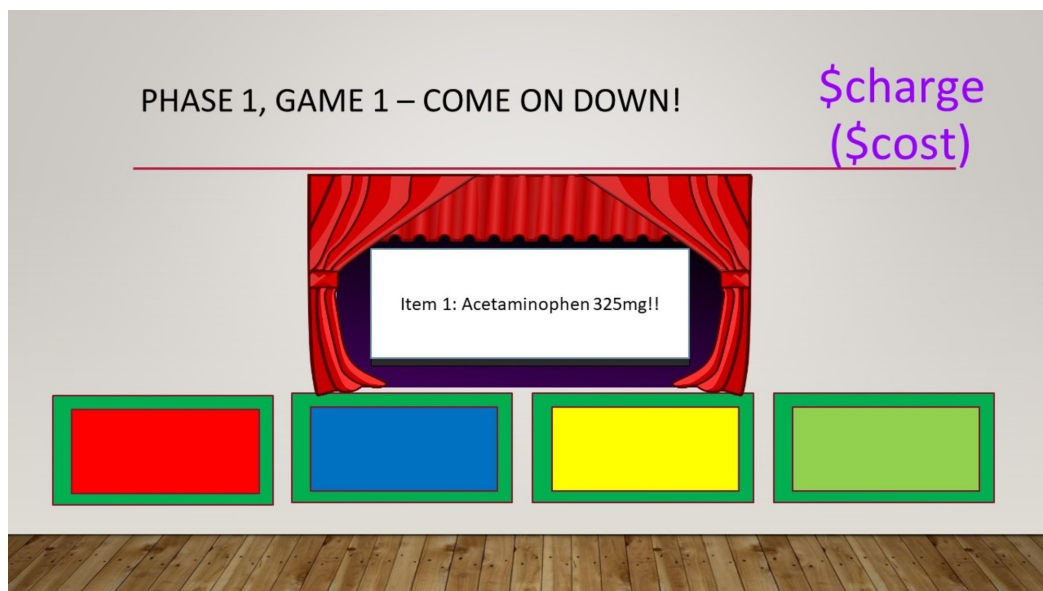 PHASE 1, GAME 1 – COME ON DOWN!
$charge
($cost)
Item 1: Acetaminophen 325mg!!